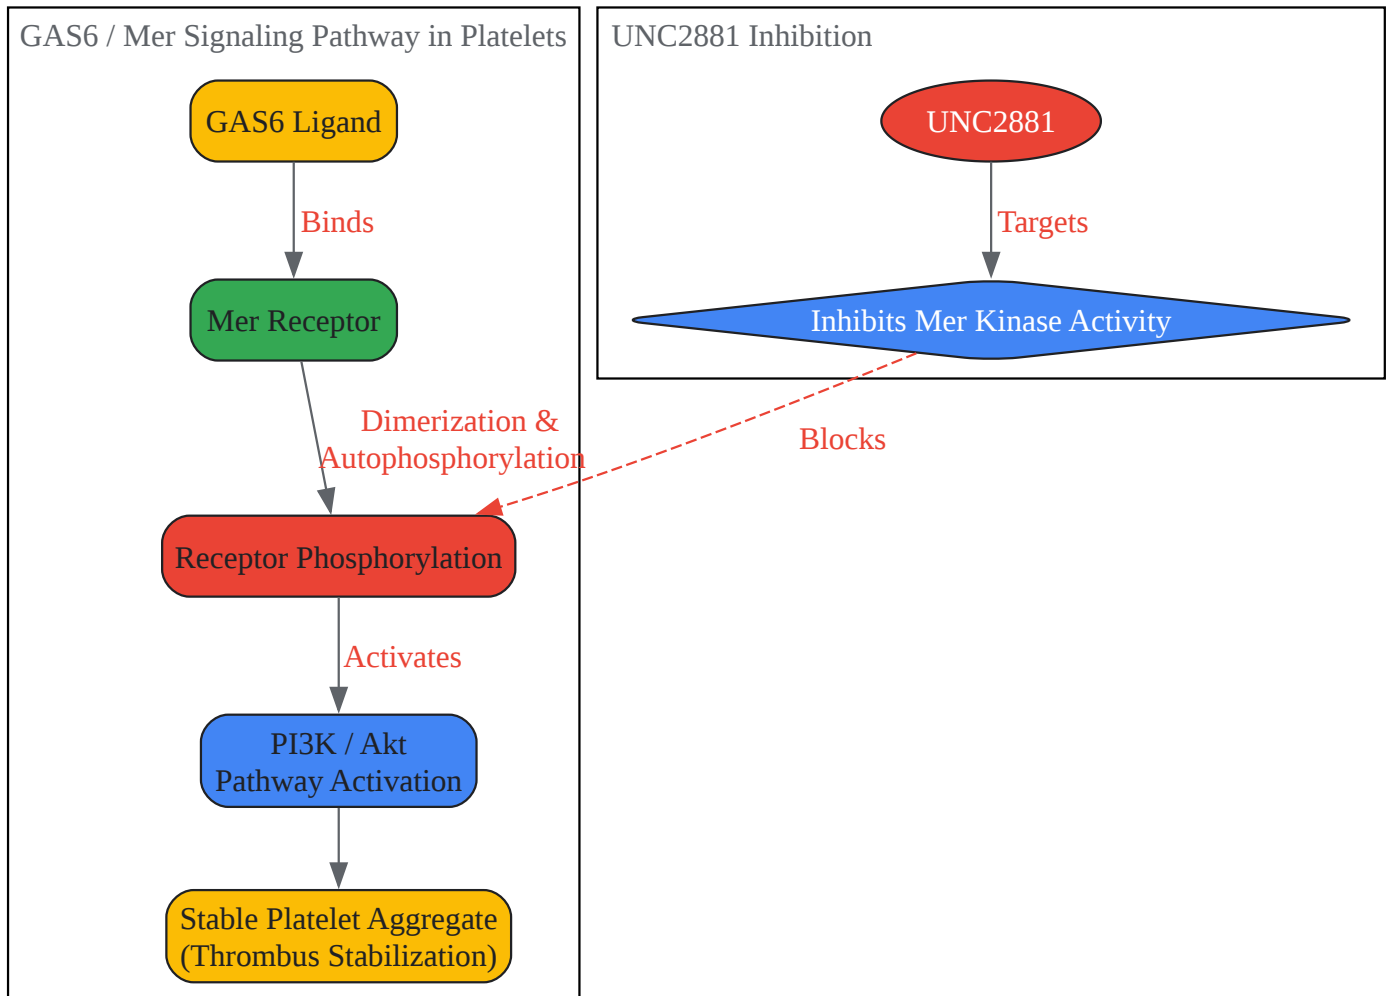 GAS6 / Mer Signaling Pathway in Platelets
GAS6 Ligand
Binds
Mer Receptor
Dimerization &
Autophosphorylation
Receptor Phosphorylation
Activates
PI3K / Akt
Pathway Activation
Stable Platelet Aggregate
(Thrombus Stabilization)
UNC2881 Inhibition
UNC2881
Targets
Inhibits Mer Kinase Activity
Blocks